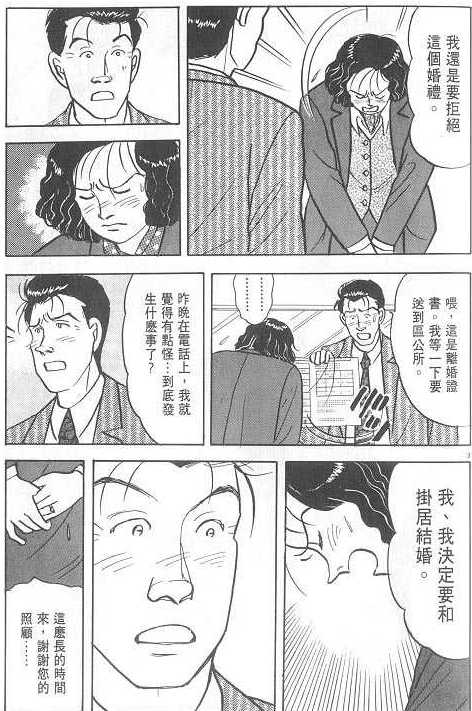 我還是要拒絕
這個婚禮。
喂，這是離婚證
書。我等一下要
送到區公所。
昨晚在電話上，我就
覺得有點怪…到底發
生什麼事了？
我、我決定要和
掛居結婚。
這麼長的時間
來，謝謝您的
照顧……